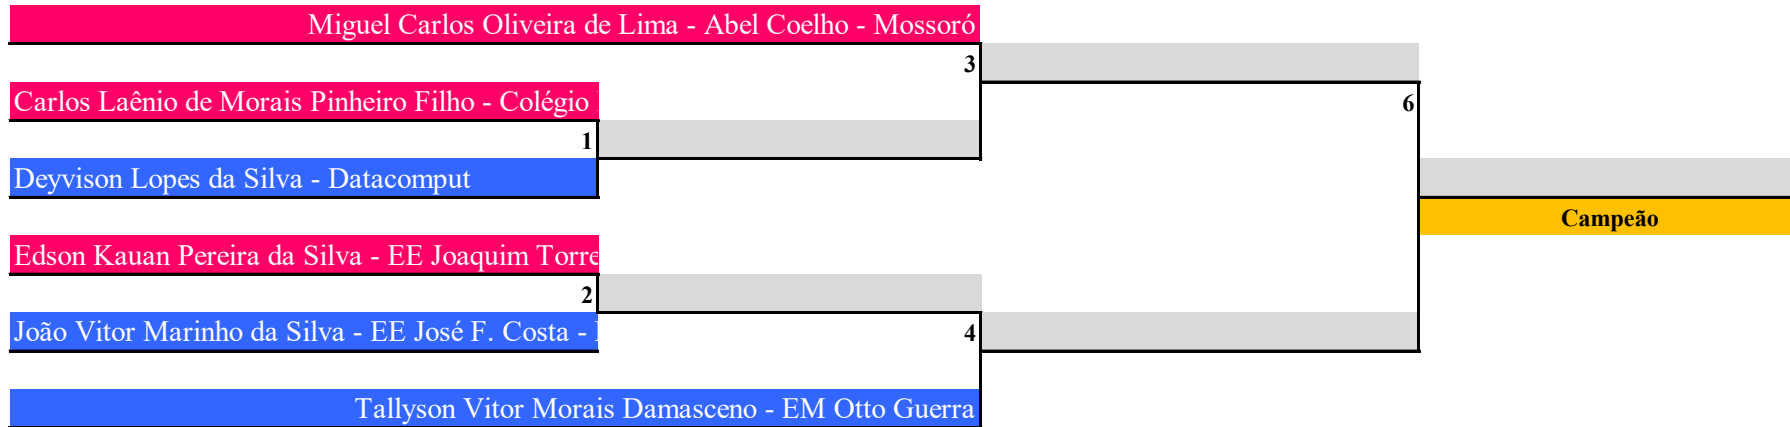 Miguel Carlos Oliveira de Lima - Abel Coelho - Mossoró
3
Carlos Laênio de Morais Pinheiro Filho - Colégio
6
1
Deyvison Lopes da Silva - Datacomput
Campeão
Edson Kauan Pereira da Silva - EE Joaquim Torre
2
João Vitor Marinho da Silva - EE José F. Costa -
4
Tallyson Vitor Morais Damasceno - EM Otto Guerra